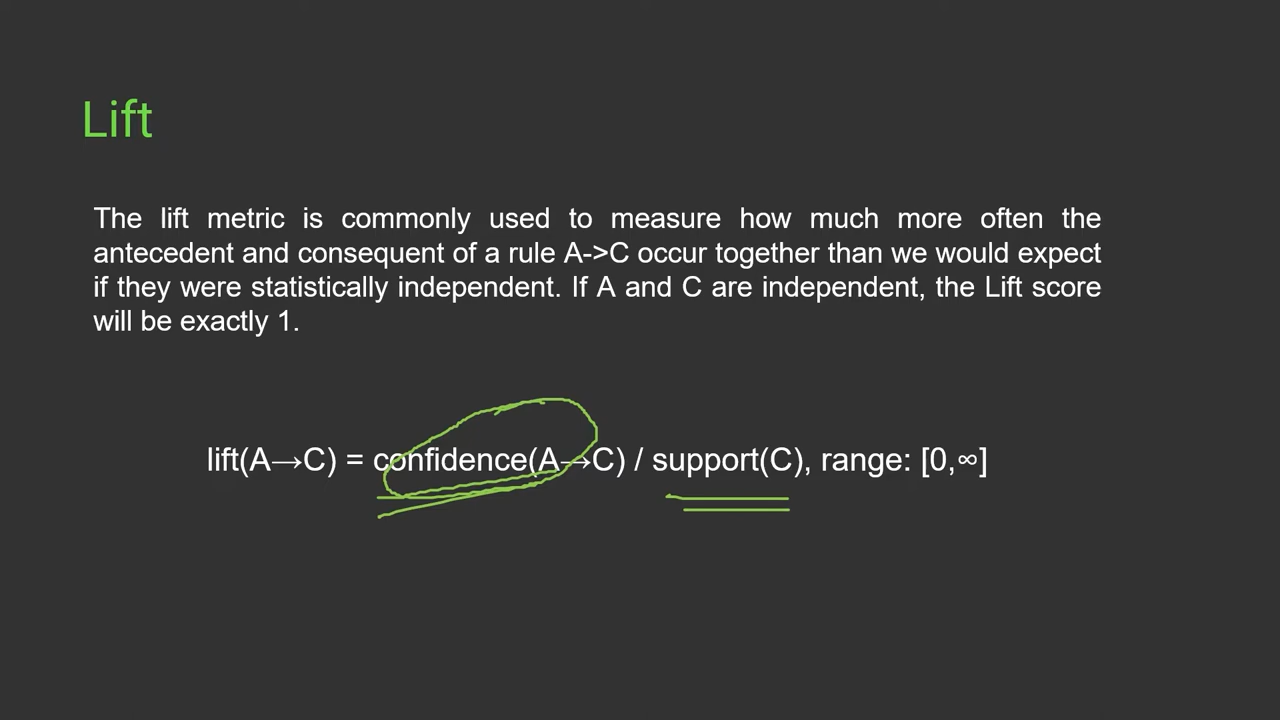 Lift
The lift metric is commonly used to measure how much more often the
antecedent and consequent of a rule A->C occur together than we would expect
if they were statistically independent. If A and C are independent, the Lift score
will be exactly 1.
lift(A→C) = confidence(A→C) / support(C), range: [0,∞]